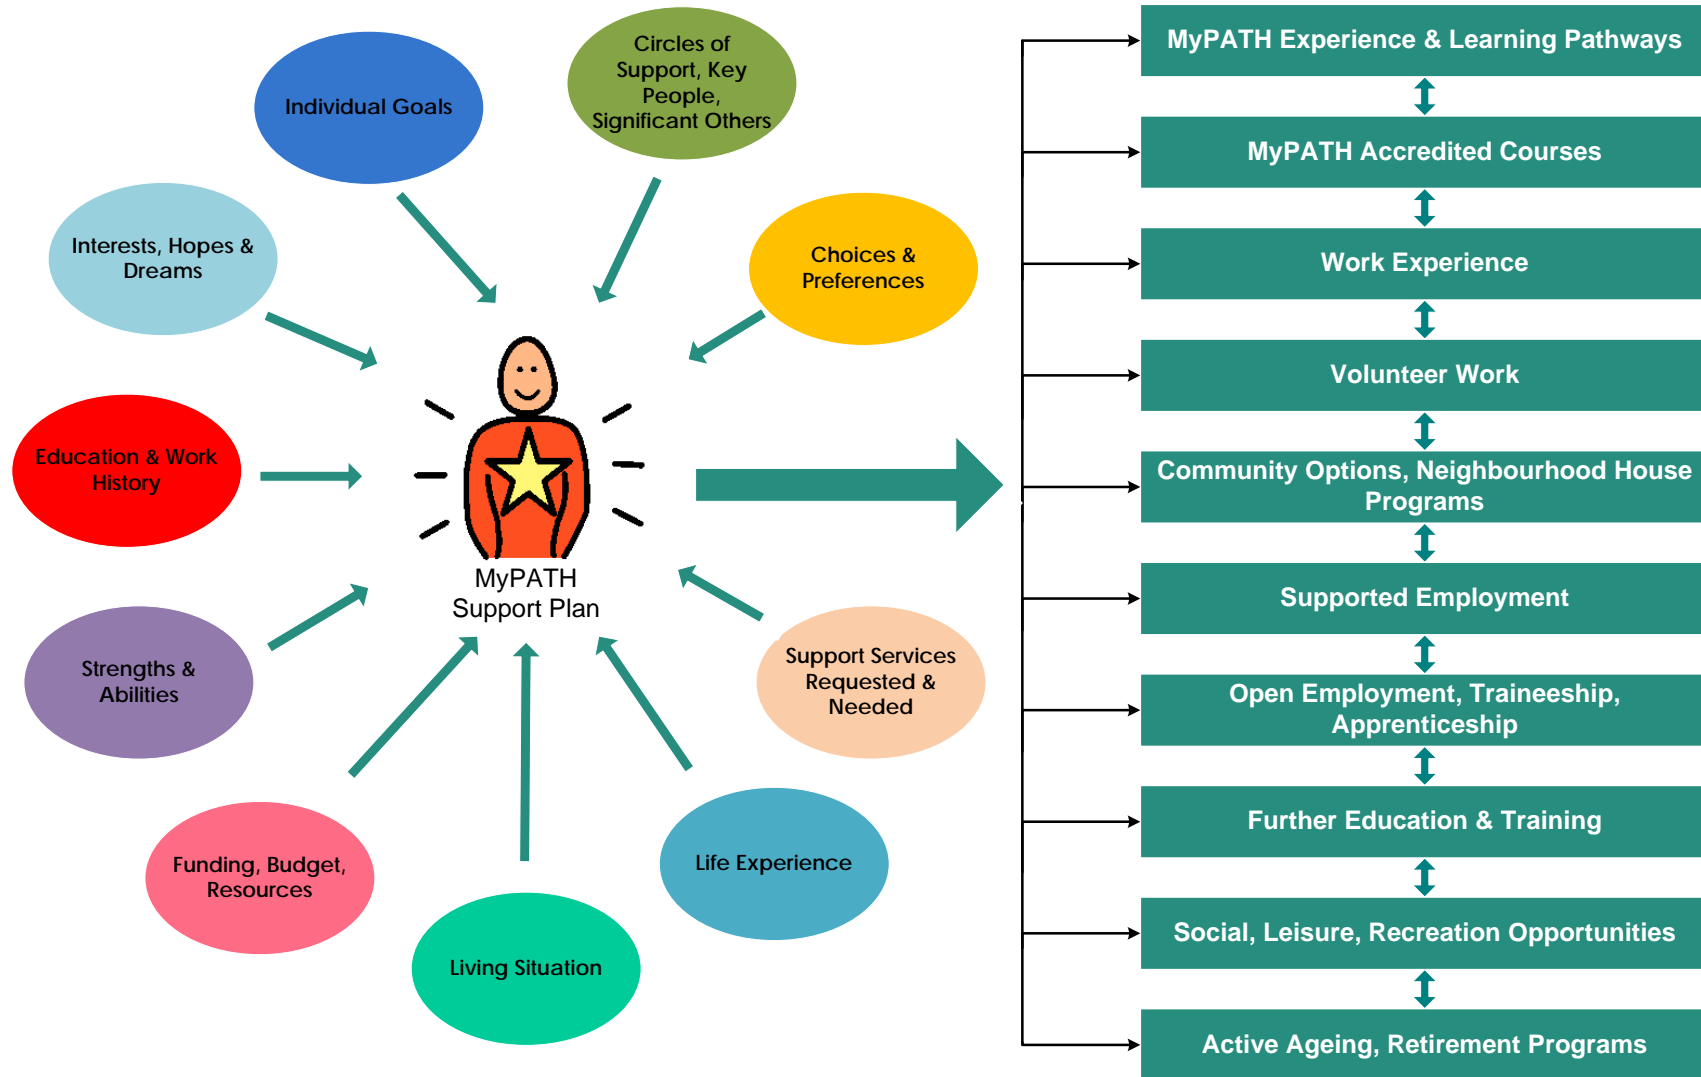 Circles of
Support, Key
People,
Significant Others
Individual Goals
Interests, Hopes &
Dreams
Choices &
Preferences
Education & Work
History
MyPATH
Support Plan
Strengths &
Abilities
Support Services
Requested &
Needed
Funding, Budget,
Resources
Life Experience
Living Situation
MyPATH Experience & Learning Pathways
MyPATH Accredited Courses
Work Experience
Volunteer Work
Community Options, Neighbourhood House
Programs
Supported Employment
Open Employment, Traineeship,
Apprenticeship
Further Education & Training
Social, Leisure, Recreation Opportunities
Active Ageing, Retirement Programs